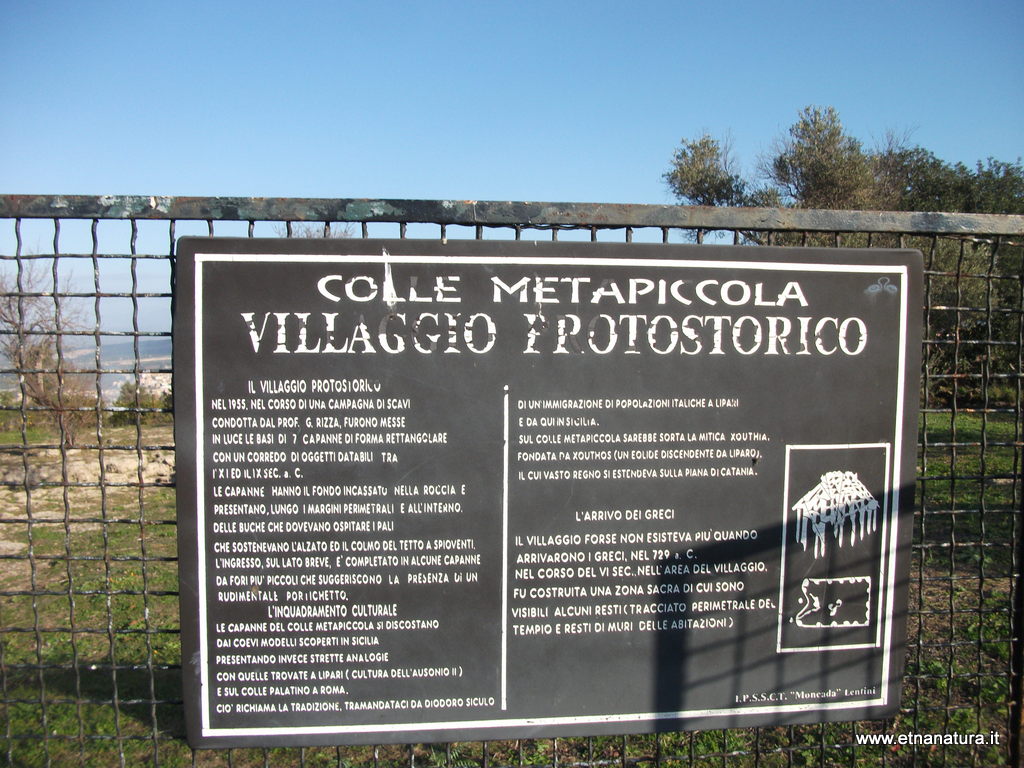 COLLE METAPICCOLA
VILLAGGIO PROTOSTORICO
IL VILLAGGIO PROTOSTORICO
NEL 1955, NEL CORSO DI UNA CAMPAGNA DI SCAVI
CONDOTTA DAL PROF. G. RIZZA, FURONO MESSE
IN LUCE LE BASI DI 7 CAPANNE DI FORMA RETTANGOLARE
CON UN CORREDO DI OGGETTI DATABILI TRA
l'XI ED IL IX SEC. a. C.
LE CAPANNE HANNO IL FONDO INCASSATO NELLA ROCCIA E
PRESENTANO, LUNGO I MARGINI PERIMETRALI E ALL'INTERNO,
DELLE BUCHE CHE DOVEVANO OSPITARE I PALI
CHE SOSTENEVANO L'ALZATO ED IL COLMO DEL TETTO A SPIOVENTI.
L'INGRESSO, SUL LATO BREVE, E' COMPLETATO IN ALCUNE CAPANNE
DA FORI PIU' PICCOLI CHE SUGGERISCONO LA PRESENZA DI UN
RUDIMENTALE PORTICHETTO.
L'INQUADRAMENTO CULTURALE
LE CAPANNE DEL COLLE METAPICCOLA SI DISCOSTANO
DAI COEVI MODELLI SCOPERTI IN SICILIA
PRESENTANDO INVECE STRETTE ANALOGIE
CON QUELLE TROVATE A LIPARI ( CULTURA DELL'AUSONIO II )
E SUL COLLE PALATINO A ROMA.
CIO' RICHIAMA LA TRADIZIONE, TRAMANDATACI DA DIODORO SICULO
DI UN'IMMIGRAZIONE DI POPOLAZIONI ITALICHE A LIPARI
E DA QUI IN SICILIA.
SUL COLLE METAPICCOLA SAREBBE SORTA LA MITICA XOUTHIA,
FONDATA DA XOUTHOS (UN EOLIDE DISCENDENTE DA LIPARO),
IL CUI VASTO REGNO SI ESTENDEVA SULLA PIANA DI CATANIA.
L'ARRIVO DEI GRECI
IL VILLAGGIO FORSE NON ESISTEVA PIU' QUANDO
ARRIVARONO I GRECI, NEL 729 a. C.
NEL CORSO DEL VI SEC., NELL'AREA DEL VILLAGGIO,
FU COSTRUITA UNA ZONA SACRA DI CUI SONO
VISIBILI ALCUNI RESTI ( TRACCIATO PERIMETRALE DEL
TEMPIO E RESTI DI MURI DELLE ABITAZIONI )
I.P.S.S.C.T. "Moncada" Lentini
www.etnanatura.it